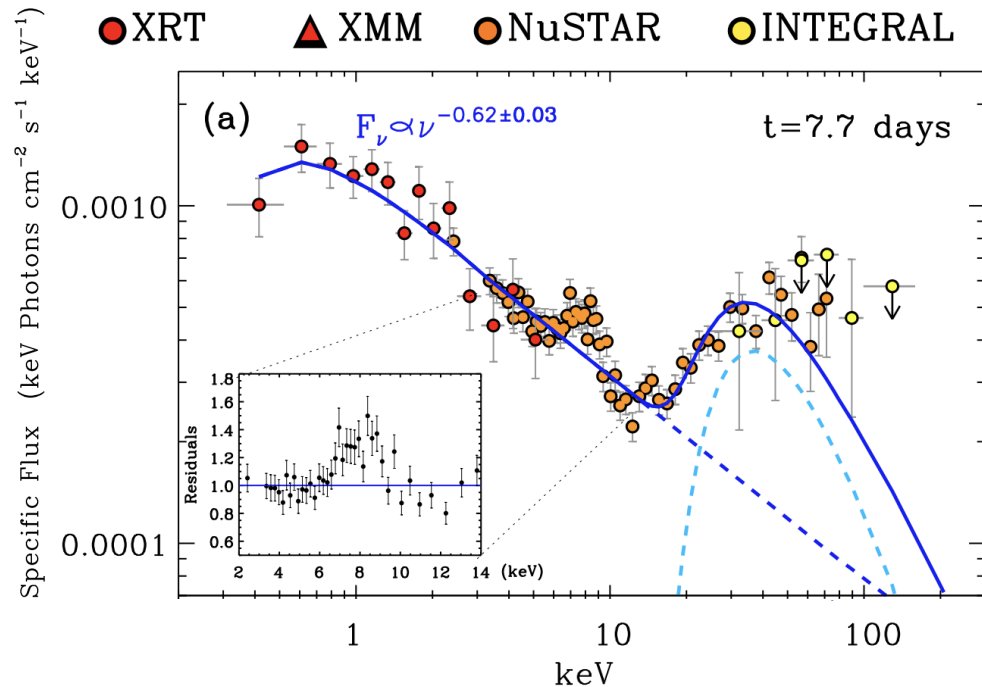 XRT XMM NuSTAR INTEGRAL
(a) F_ν ∝ν^−0.62±0.03 t=7.7 days
Specific Flux (keV Photons cm⁻² s⁻¹ keV⁻¹)
0.0010
0.0001
1 10 100
keV
Residuals
1.8
1.6
1.4
1.2
1.0
0.8
0.6
2 4 6 8 10 12 14 (keV)